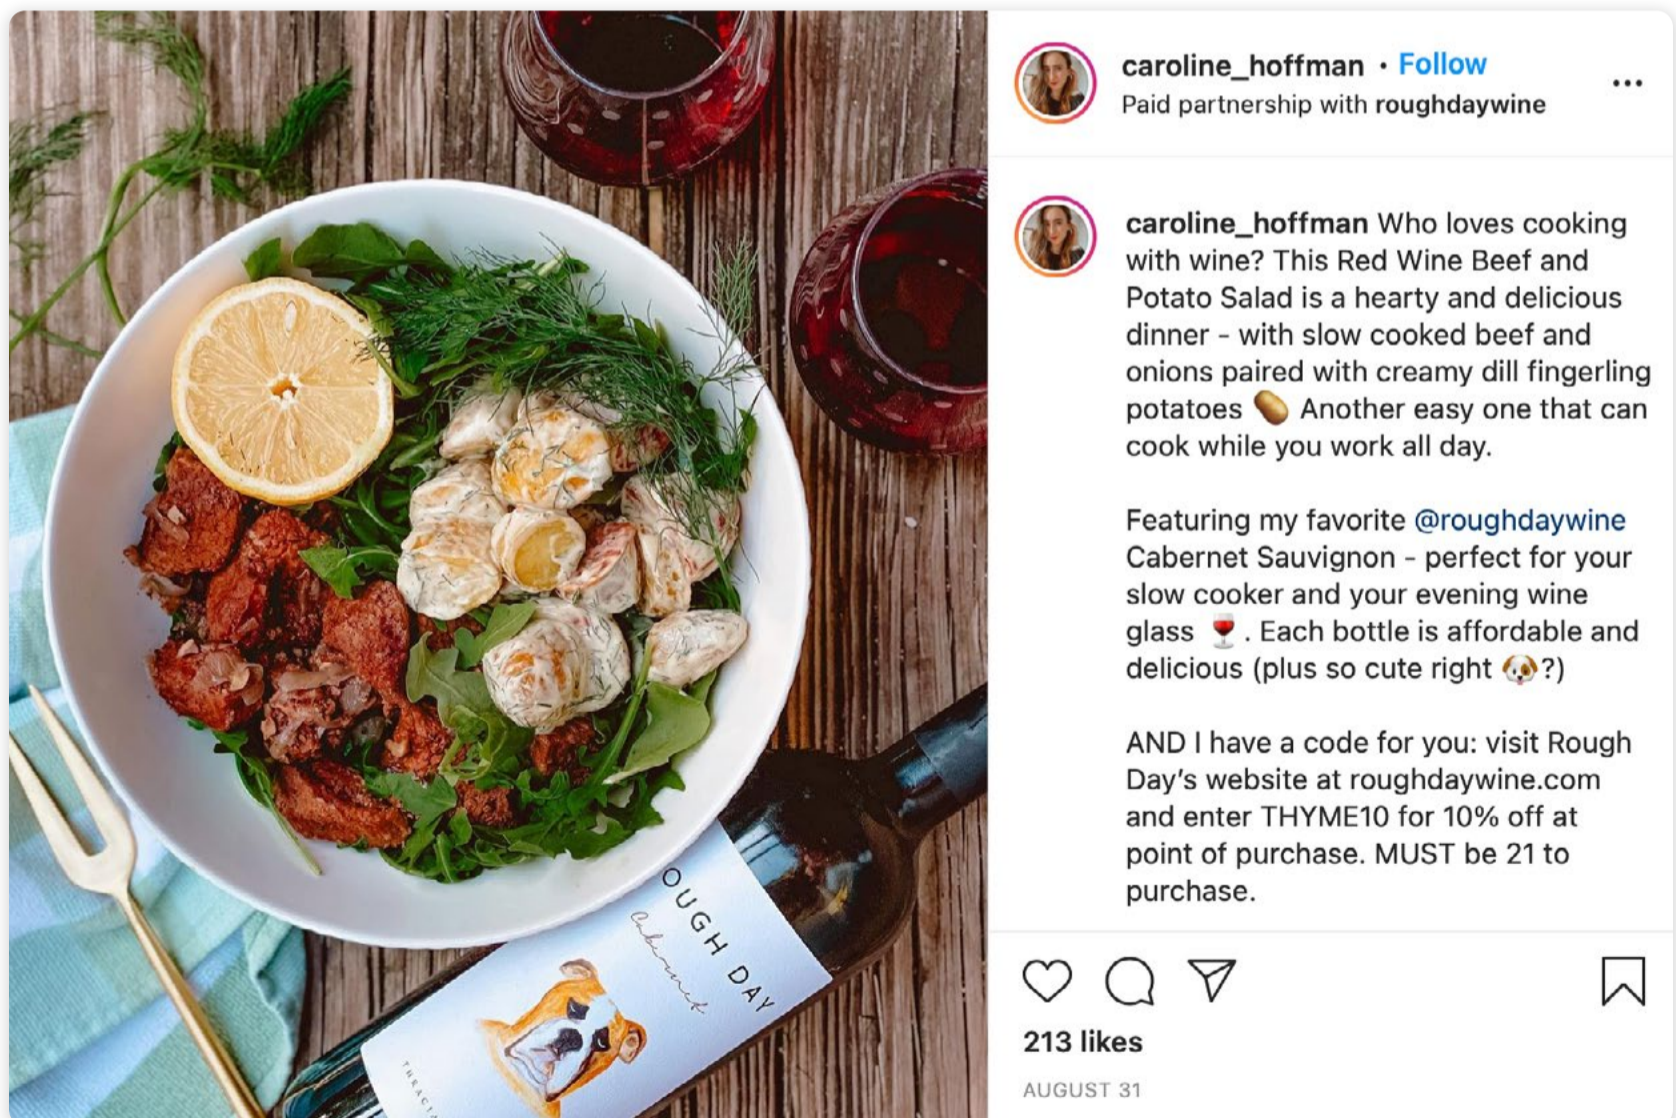 caroline_hoffman • Follow
Paid partnership with roughdaywine
caroline_hoffman Who loves cooking
with wine? This Red Wine Beef and
Potato Salad is a hearty and delicious
dinner - with slow cooked beef and
onions paired with creamy dill fingerling
potatoes 🥔 Another easy one that can
cook while you work all day.
Featuring my favorite @roughdaywine
Cabernet Sauvignon - perfect for your
slow cooker and your evening wine
glass 🍷. Each bottle is affordable and
delicious (plus so cute right 🐶?)
AND I have a code for you: visit Rough
Day's website at roughdaywine.com
and enter THYME10 for 10% off at
point of purchase. MUST be 21 to
purchase.
213 likes
AUGUST 31
OUGH DAY
Cabernet